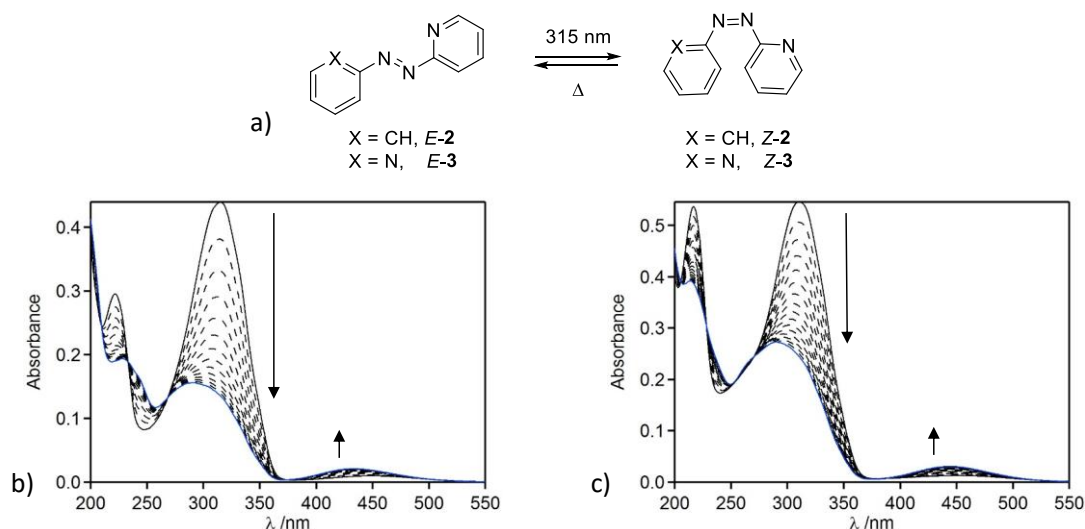 X N N N 315 nm Δ X N N N
a)
X = CH, E-2 X = CH, Z-2
X = N, E-3 X = N, Z-3
b)
Absorbance
0.4
0.3
0.2
0.1
0.0
200 250 300 350 400 450 500 550
λ /nm
c)
Absorbance
0.5
0.4
0.3
0.2
0.1
0.0
200 250 300 350 400 450 500 550
λ /nm